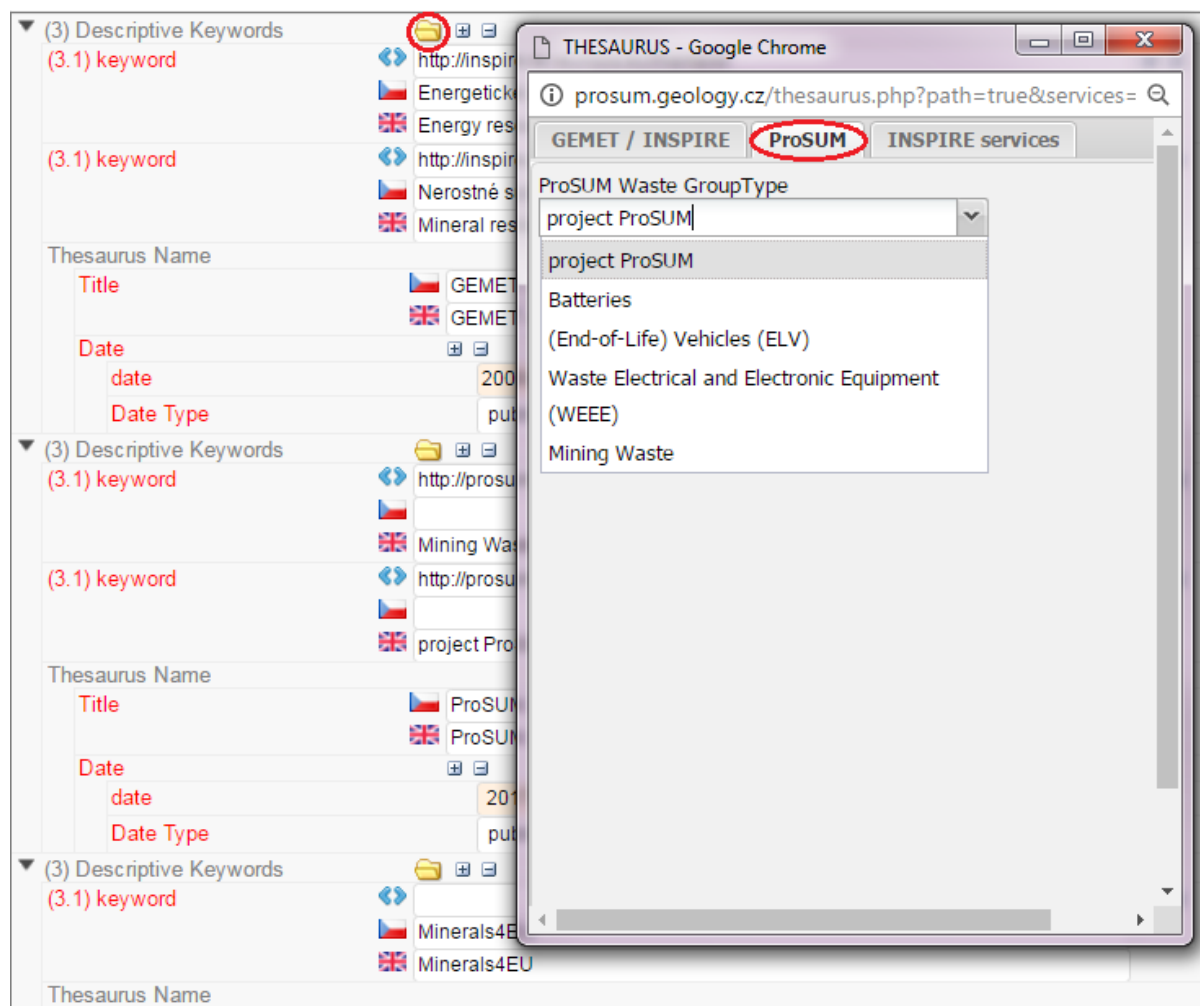 (3) Descriptive Keywords
(3.1) keyword
http://inspir
Energetick
Energy res
(3.1) keyword
http://inspir
Nerostné s
Mineral res
Thesaurus Name
Title
GEMET
GEMET
Date
date
200
Date Type
pub
(3) Descriptive Keywords
(3.1) keyword
http://prosu
Mining Was
(3.1) keyword
http://prosu
project Pro
Thesaurus Name
Title
ProSUM
ProSUM
Date
date
201
Date Type
pub
(3) Descriptive Keywords
(3.1) keyword
Minerals4E
Minerals4EU
Thesaurus Name
THESAURUS - Google Chrome
prosum.geology.cz/thesaurus.php?path=true&services=
GEMET / INSPIRE ProSUM INSPIRE services
ProSUM Waste GroupType
project ProSUM
project ProSUM
Batteries
(End-of-Life) Vehicles (ELV)
Waste Electrical and Electronic Equipment
(WEEE)
Mining Waste